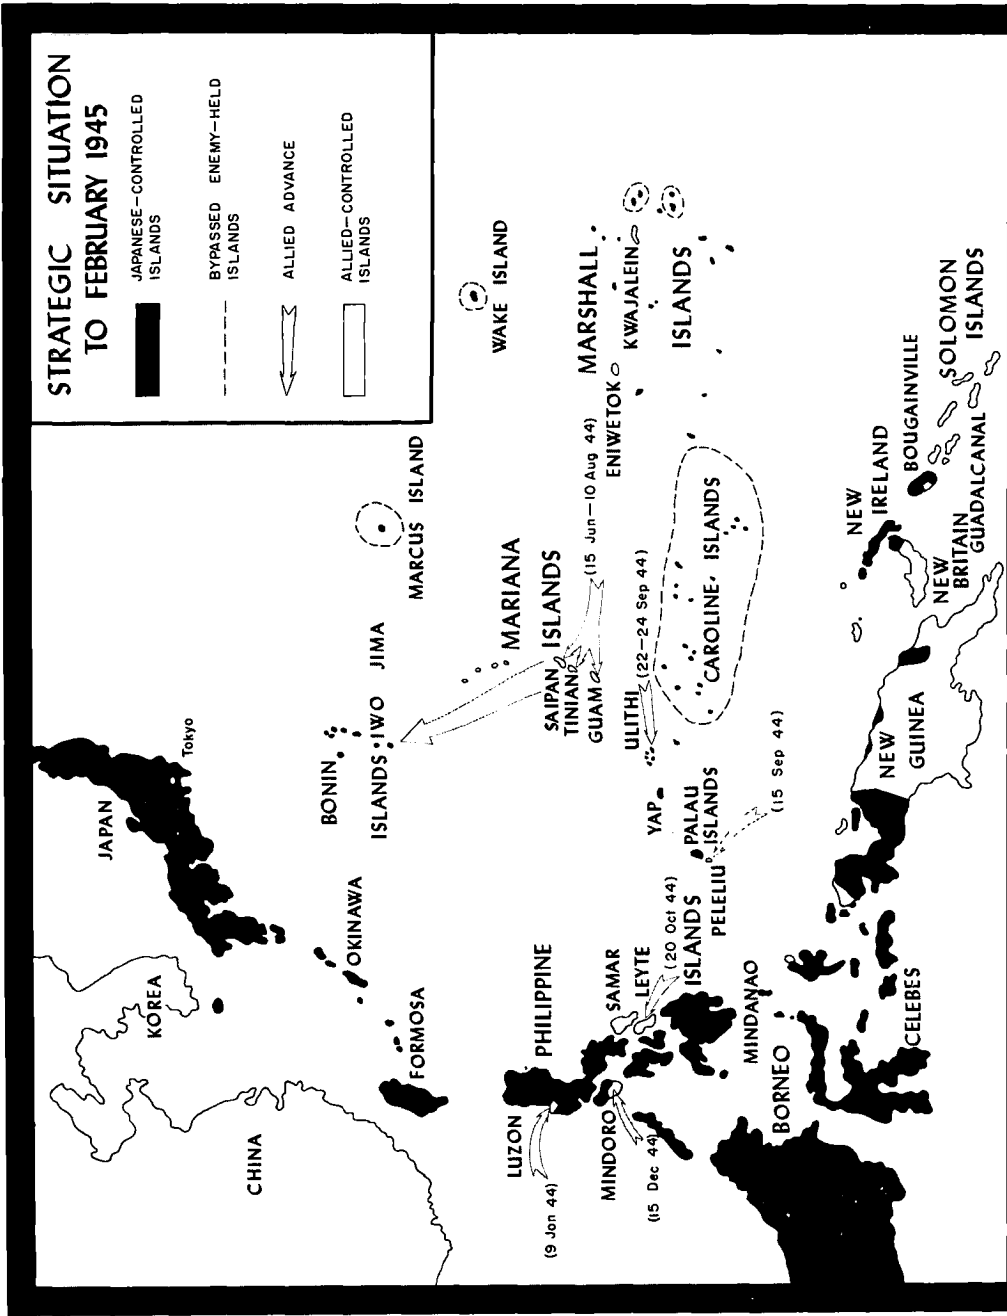 STRATEGIC SITUATION
TO FEBRUARY 1945
JAPANESE-CONTROLLED
ISLANDS
BYPASSED ENEMY-HELD
ISLANDS
ALLIED ADVANCE
ALLIED-CONTROLLED
ISLANDS
JAPAN
Tokyo
KOREA
CHINA
BONIN
ISLANDS
IWO JIMA
MARCUS ISLAND
WAKE ISLAND
OKINAWA
FORMOSA
MARIANA
ISLANDS
SAIPAN
TINIAN
GUAM
(15 Jun-10 Aug 44)
ENIWETOK
MARSHALL
KWAJALEIN
ISLANDS
LUZON
(9 Jan 44)
PHILIPPINE
ISLANDS
MINDORO
(15 Dec 44)
SAMAR
LEYTE
(20 Oct 44)
ULITHI
(22-24 Sep 44)
YAP
PALAU
ISLANDS
PELELIU
(15 Sep 44)
CAROLINE ISLANDS
MINDANAO
BORNEO
CELEBES
NEW
GUINEA
NEW
IRELAND
NEW
BRITAIN
BOUGAINVILLE
SOLOMON
ISLANDS
GUADALCANAL